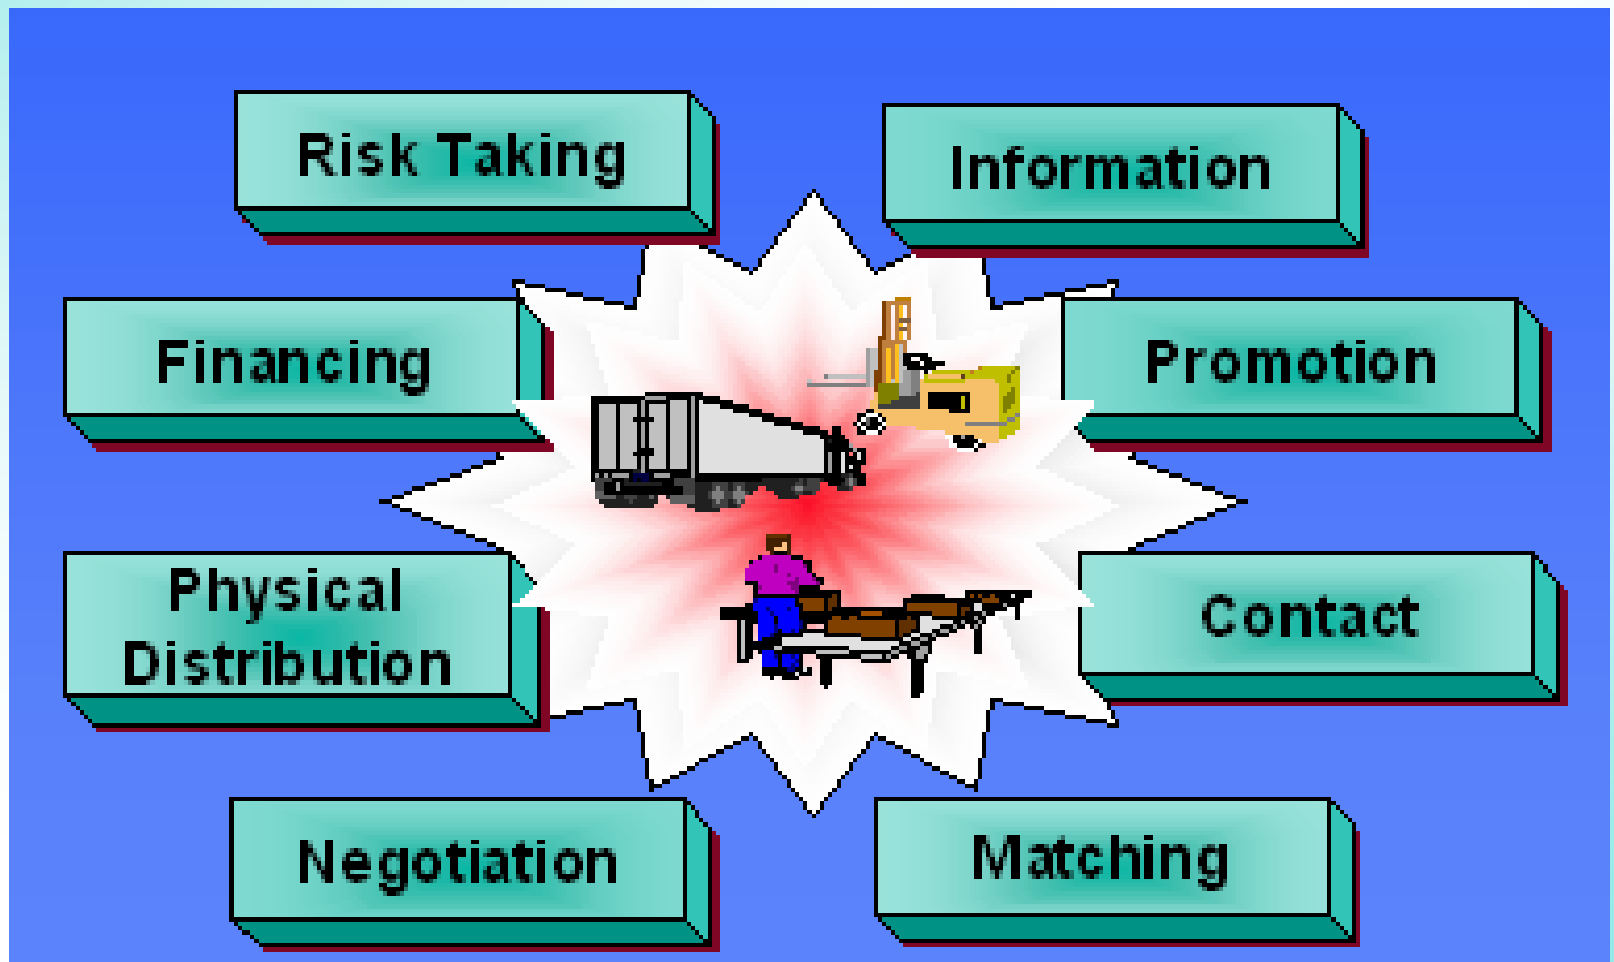 Risk Taking
Information
Financing
Promotion
Physical
Distribution
Contact
Negotiation
Matching